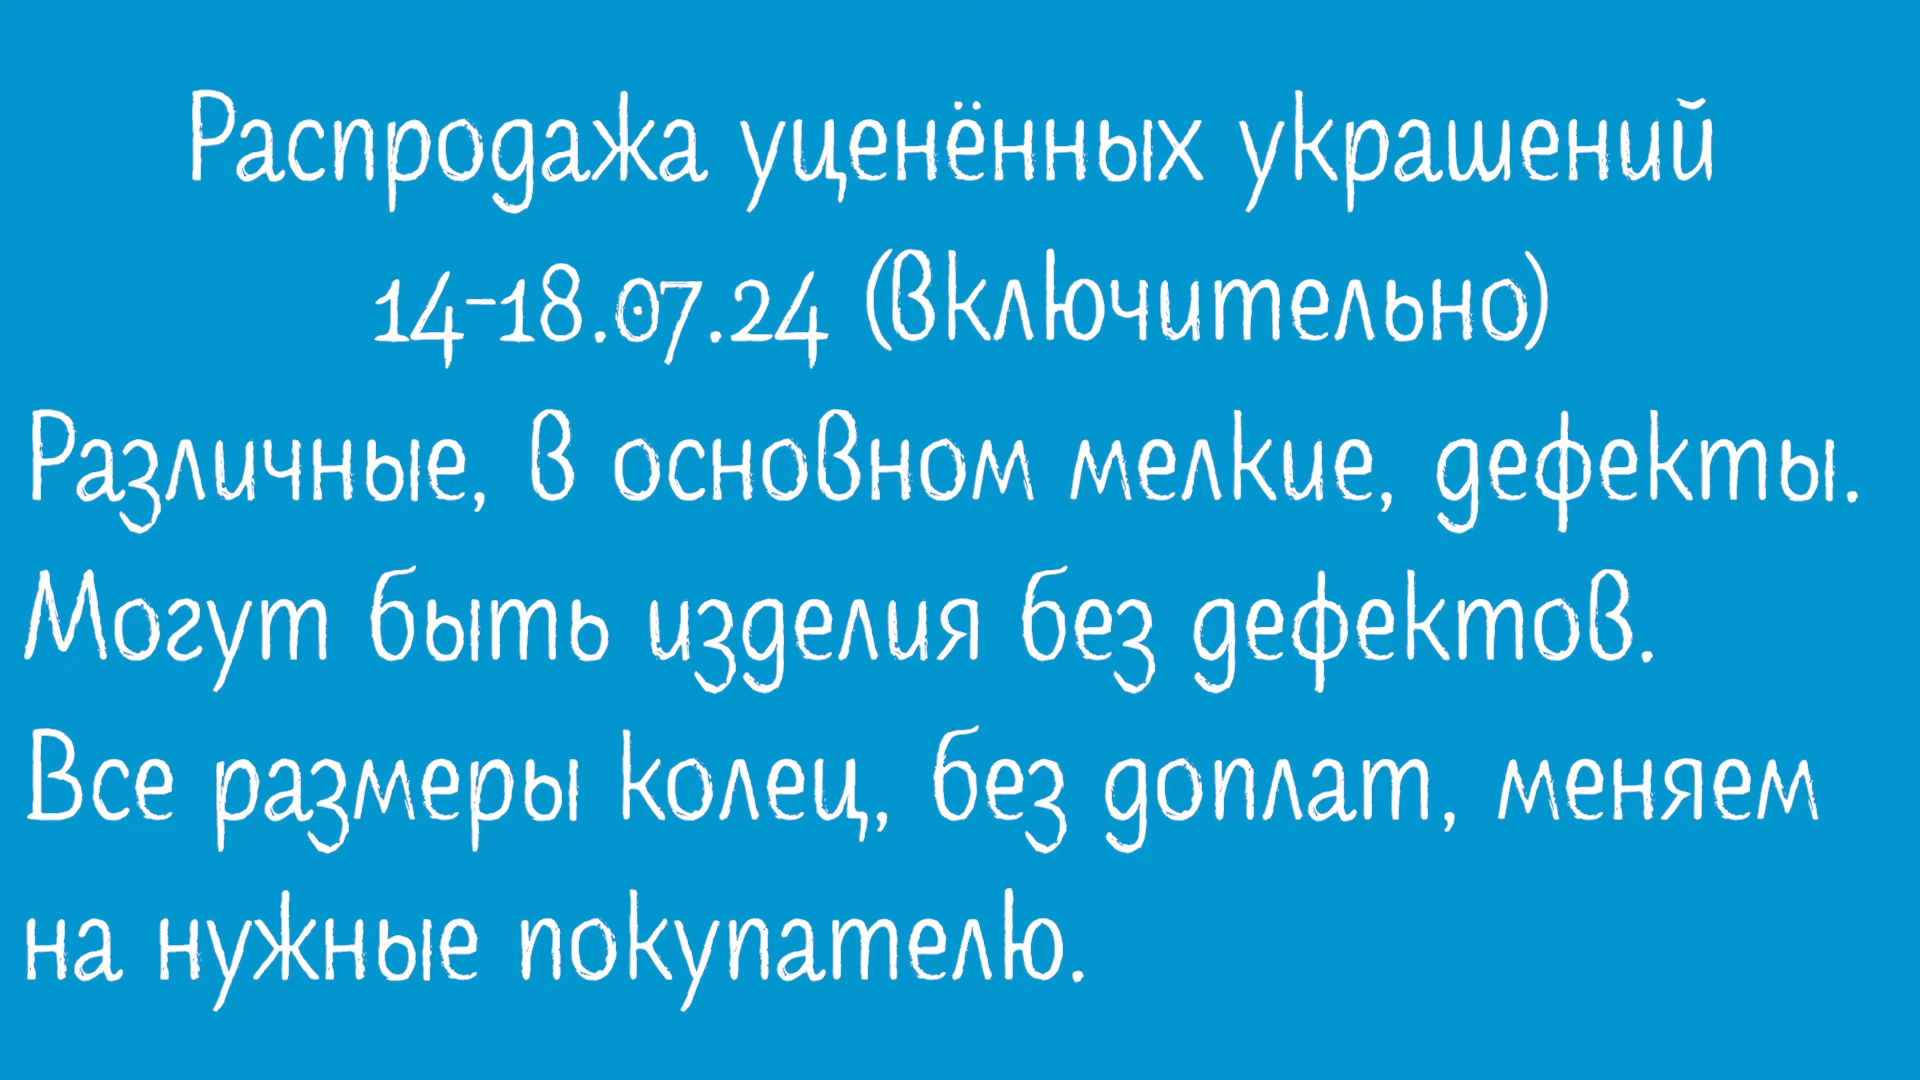 Распродажа уценённых украшений
14-18.07.24 (включительно)
Различные, в основном мелкие, дефекты.
Могут быть изделия без дефектов.
Все размеры колец, без доплат, меняем
на нужные покупателю.